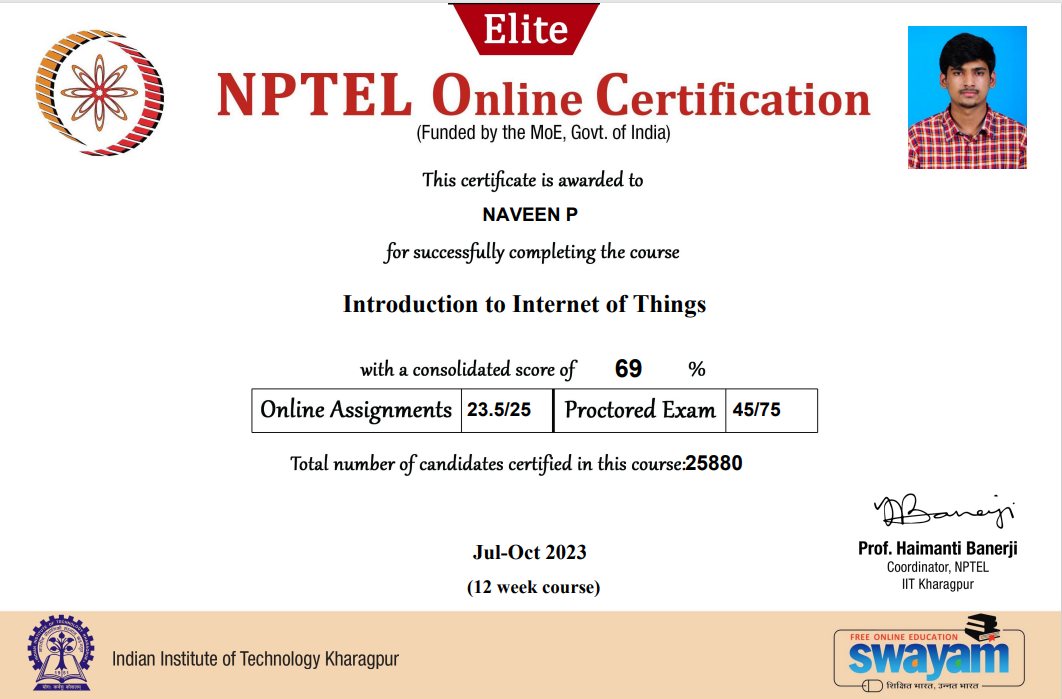 Elite
NPTEL Online Certification
(Funded by the MoE, Govt. of India)
This certificate is awarded to
NAVEEN P
for successfully completing the course
Introduction to Internet of Things
with a consolidated score of 69 %
Online Assignments 23.5/25 Proctored Exam 45/75
Total number of candidates certified in this course:25880
Jul-Oct 2023
(12 week course)
Prof. Haimanti Banerji
Coordinator, NPTEL
IIT Kharagpur
Indian Institute of Technology Kharagpur
FREE ONLINE EDUCATION
swayam
शिक्षित भारत, उन्नत भारत